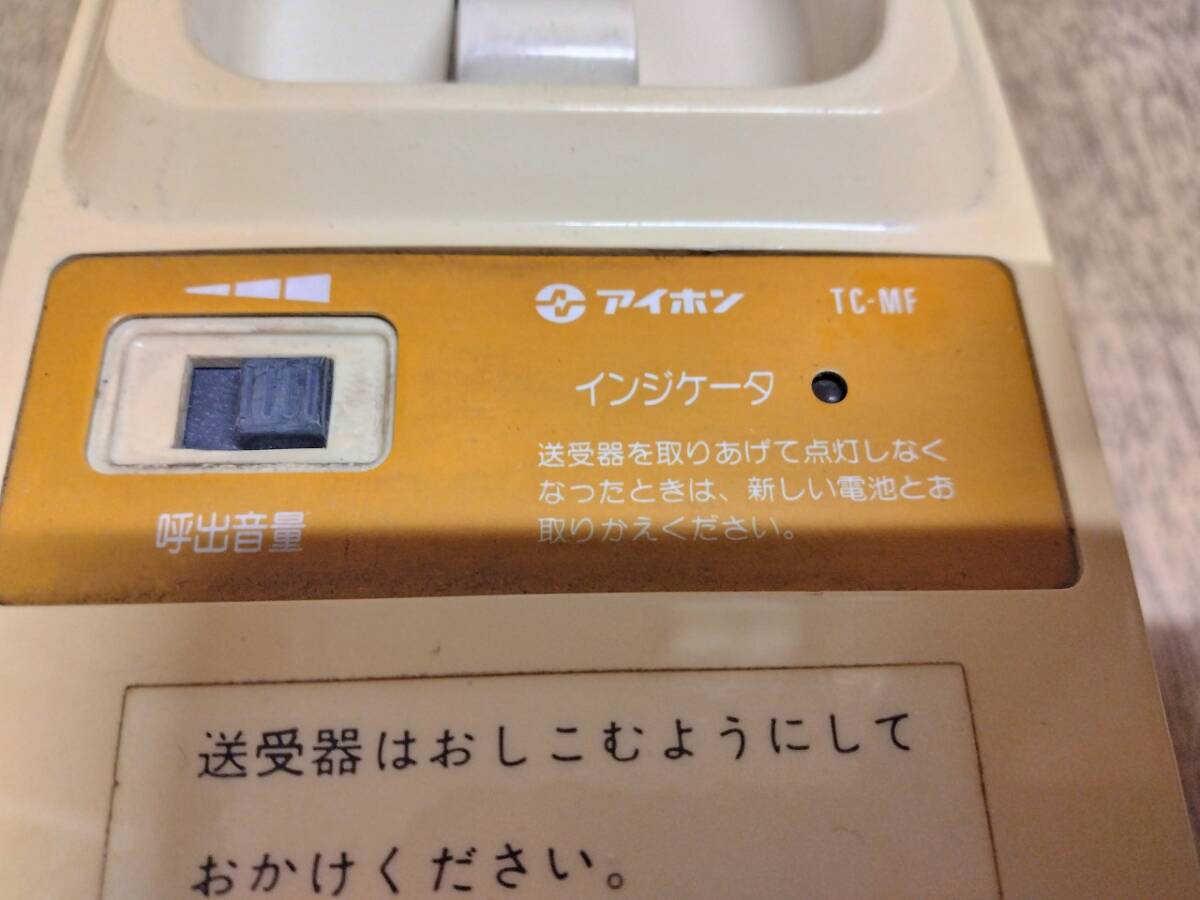 アイホン TC-MF
インジケータ
送受器を取りあげて点灯しなく
なったときは、新しい電池とお
取りかえください。
呼出音量
送受器はおしこむようにして
おかけください。